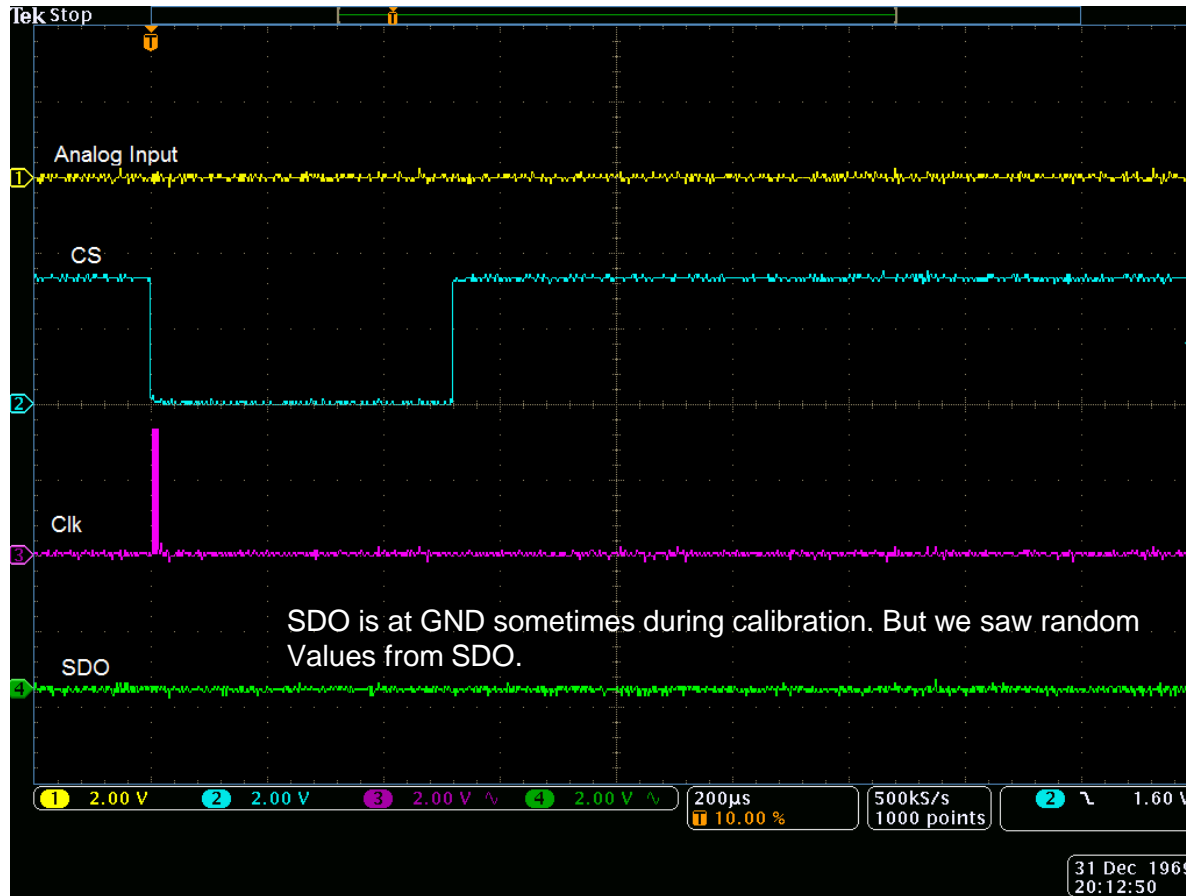 Tek Stop
T
T
Analog Input
1
CS
2
Clk
3
SDO is at GND sometimes during calibration. But we saw random
Values from SDO.
SDO
4
1 2.00 V 2 2.00 V 3 2.00 V 4 2.00 V 200µs 500kS/s 2 1.60 V
T 10.00 % 1000 points
31 Dec 1969
20:12:50